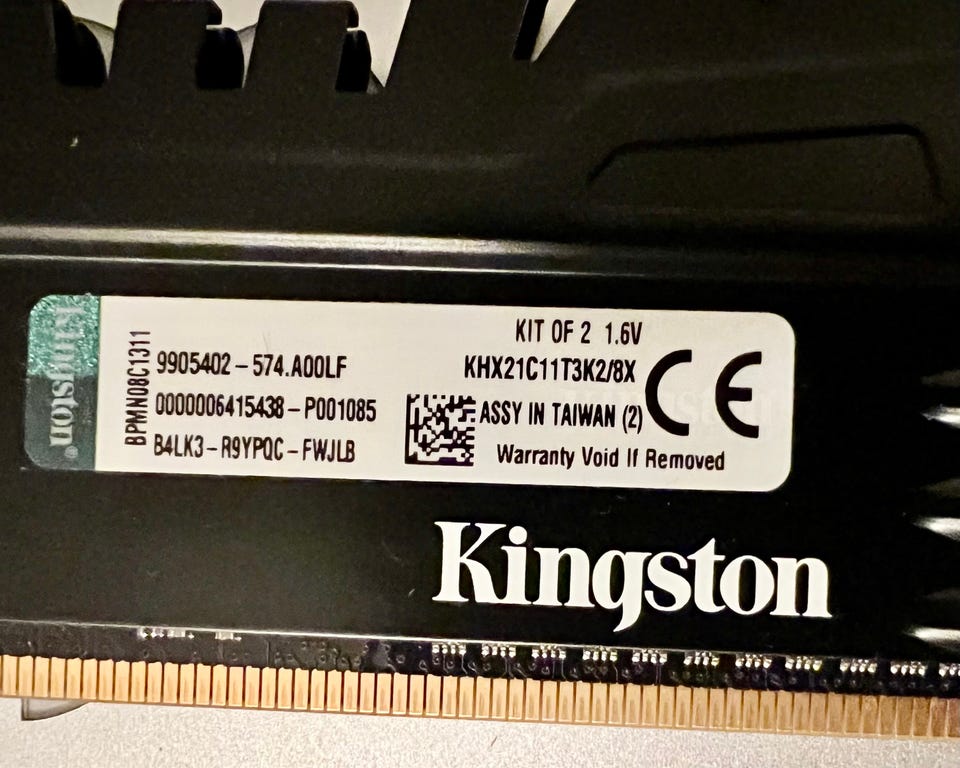 Kingston®
BPMN08C1311
KIT OF 2 1.6V
9905402-574.A00LF
KHX21C11T3K2/8X
CE
0000006415438-P001085
ASSY IN TAIWAN (2)
B4LK3-R9YPQC-FWJLB
Warranty Void If Removed
Kingston